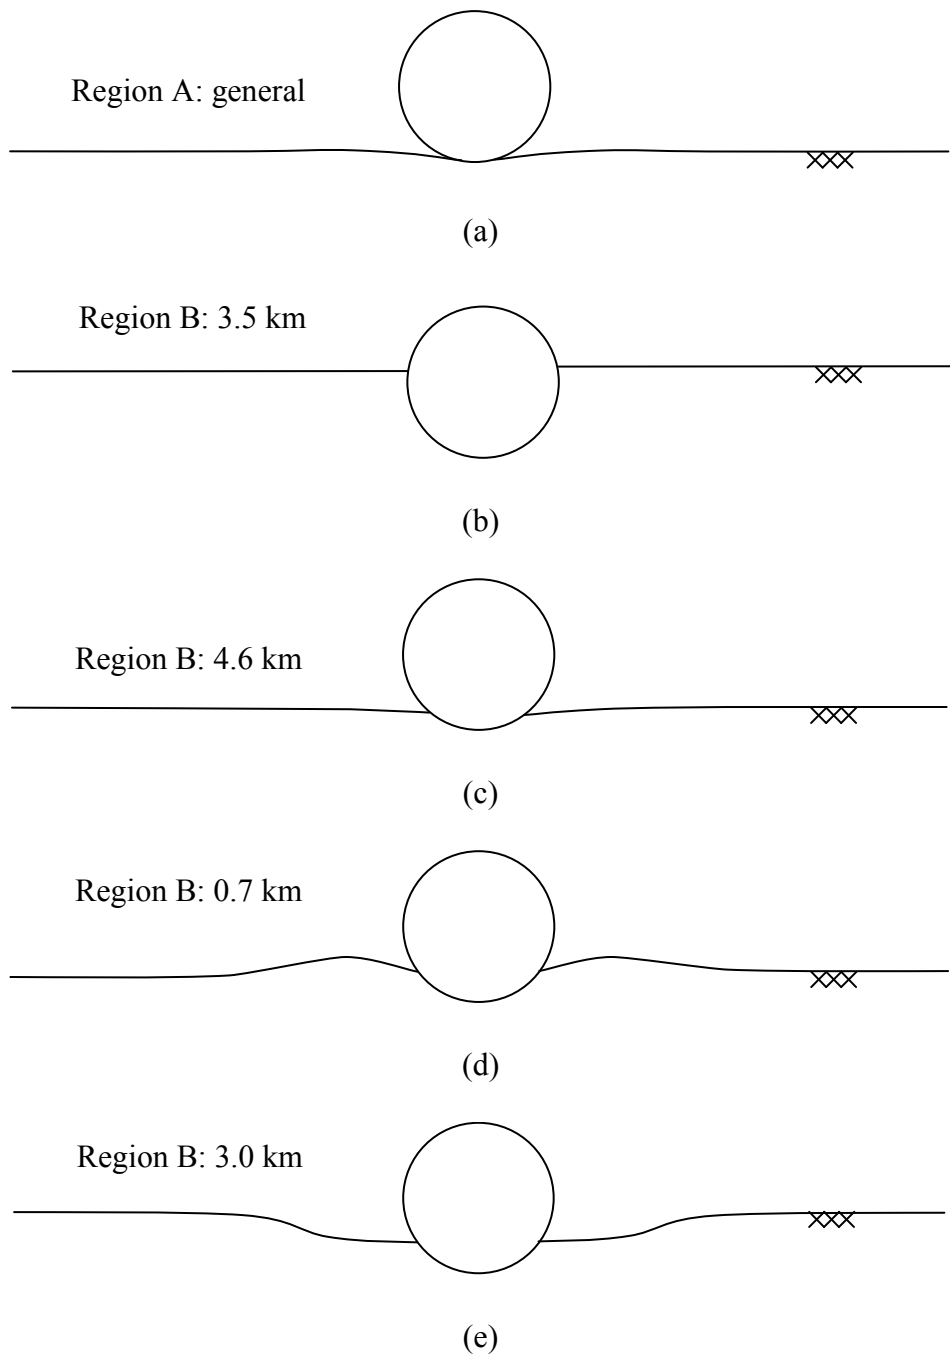 Region A: general
(a)
Region B: 3.5 km
(b)
Region B: 4.6 km
(c)
Region B: 0.7 km
(d)
Region B: 3.0 km
(e)